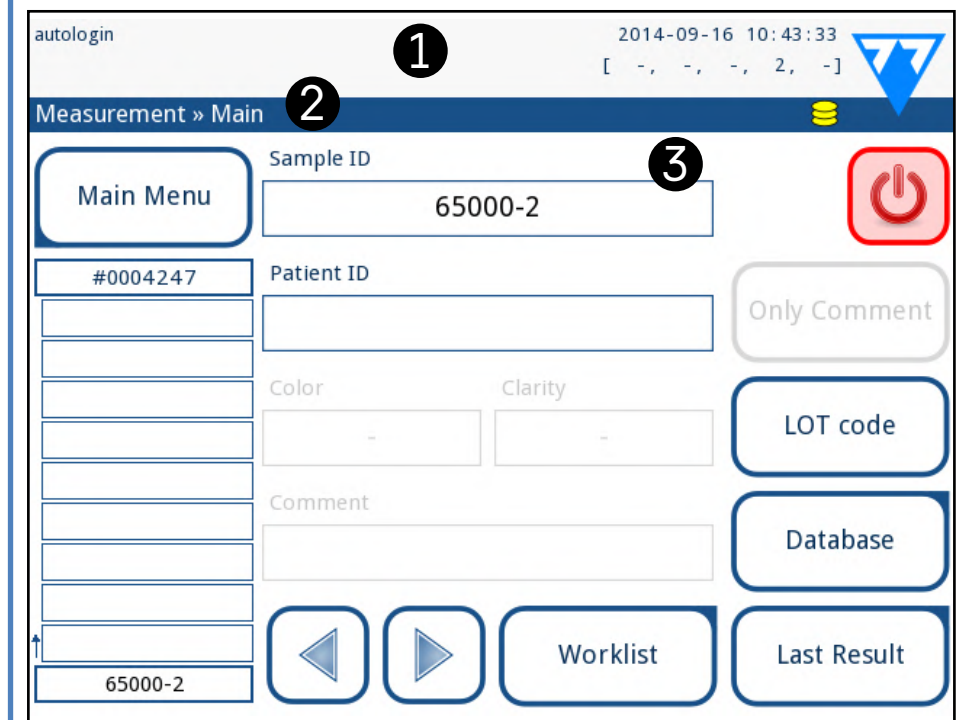 autologin
1
2014-09-16 10:43:33
[ -, -, -, 2, -]
77
Measurement » Main
2
Main Menu
Sample ID
3
65000-2
#0004247
Patient ID
Only Comment
Color
Clarity
-
-
LOT code
Comment
Database
Worklist
Last Result
65000-2